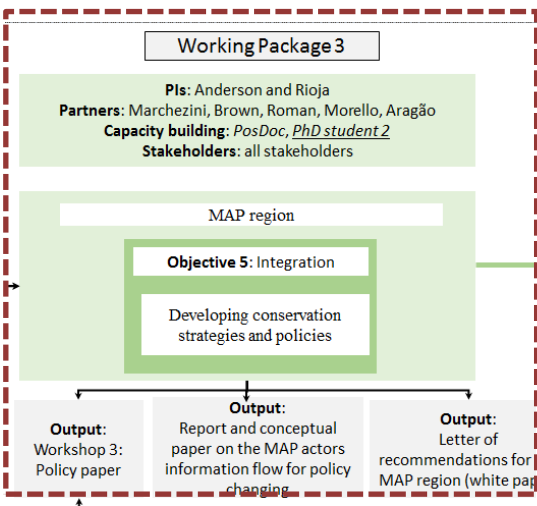 Working Package 3
PIs: Anderson and Rioja
Partners: Marchezini, Brown, Roman, Morello, Aragão
Capacity building: PosDoc, PhD student 2
Stakeholders: all stakeholders
MAP region
Objective 5: Integration
Developing conservation
strategies and policies
Output:
Workshop 3:
Policy paper
Output:
Report and conceptual
paper on the MAP actors
information flow for policy
changing
Output:
Letter of
recommendations for
MAP region (white pap